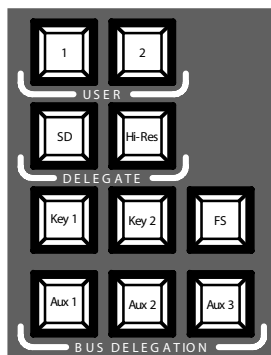 1 2
USER
SD Hi-Res
DELEGATE
Key 1 Key 2 FS
Aux 1 Aux 2 Aux 3
BUS DELEGATION